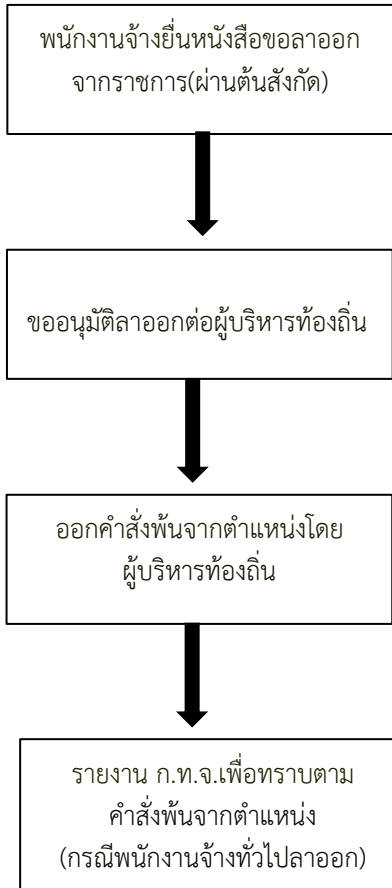 พนักงานจ้างยื่นหนังสือขอลาออก
จากราชการ(ผ่านต้นสังกัด)
ขออนุมัติลาออกต่อผู้บริหารท้องถิ่น
ออกคำสั่งพ้นจากตำแหน่งโดย
ผู้บริหารท้องถิ่น
รายงาน ก.ท.จ.เพื่อทราบตาม
คำสั่งพ้นจากตำแหน่ง
(กรณีพนักงานจ้างทั่วไปลาออก)